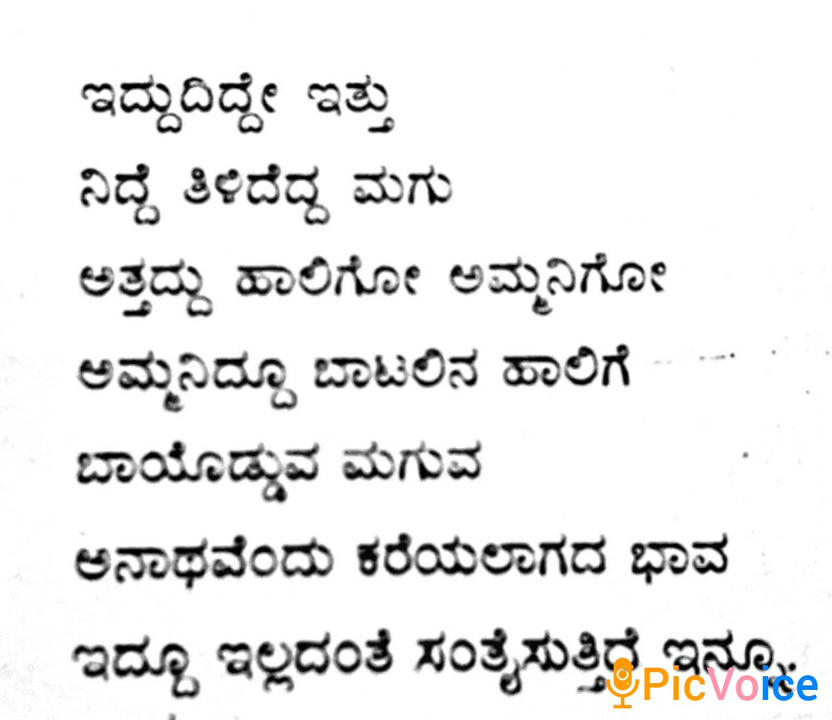 ಇದ್ದುದಿದ್ದೇ ಇತ್ತು
ನಿದ್ದೆ ತಿಳಿದೆದ್ದ ಮಗು
ಅತ್ತದ್ದು ಹಾಲಿಗೋ ಅಮ್ಮನಿಗೋ
ಅಮ್ಮನಿದ್ದೂ ಬಾಟಲಿನ ಹಾಲಿಗೆ
ಬಾಯೊಡ್ಡುವ ಮಗುವ
ಅನಾಥವೆಂದು ಕರೆಯಲಾಗದ ಭಾವ
ಇದ್ದೂ ಇಲ್ಲದಂತೆ ಸಂತೈಸುತ್ತಿದೆ ಇನ್ನೂ.
PicVoice